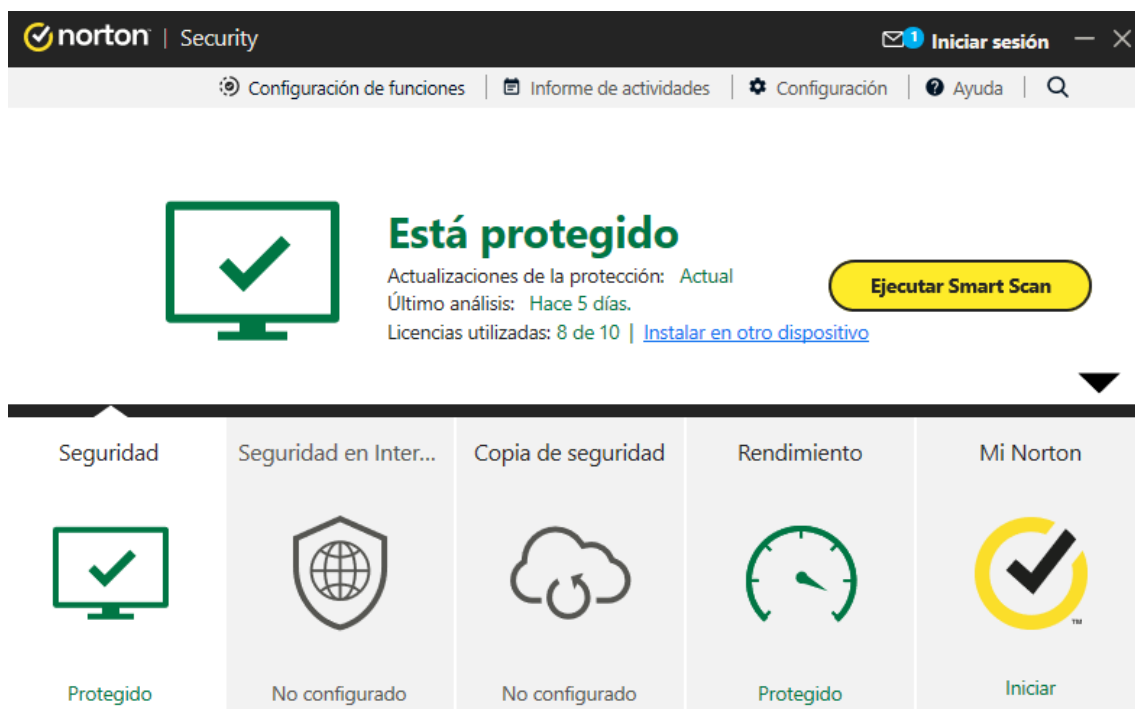 norton | Security
1 Iniciar sesión
Configuración de funciones | Informe de actividades | Configuración | Ayuda |
Está protegido
Actualizaciones de la protección: Actual
Último análisis: Hace 5 días.
Licencias utilizadas: 8 de 10 | Instalar en otro dispositivo
Ejecutar Smart Scan
Seguridad
Seguridad en Inter...
Copia de seguridad
Rendimiento
Mi Norton
TM
Protegido
No configurado
No configurado
Protegido
Iniciar